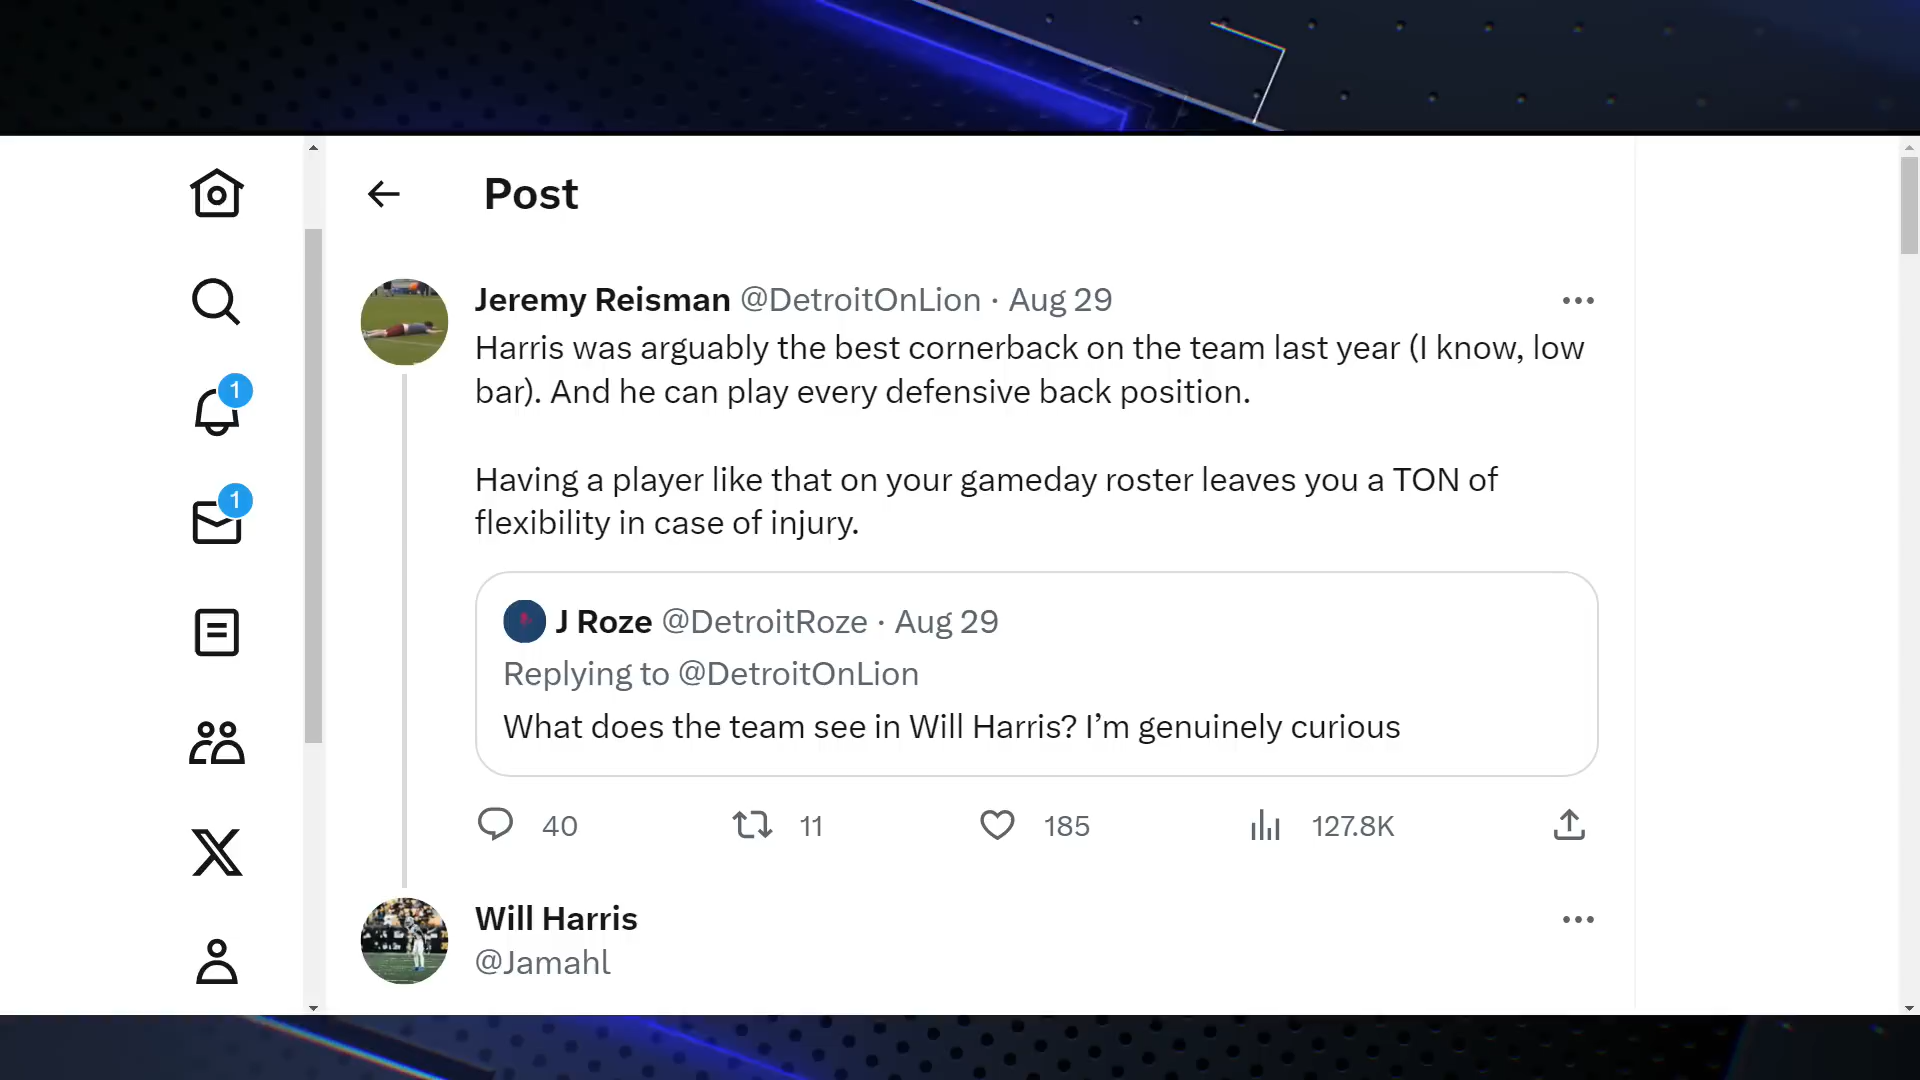 Post
Jeremy Reisman @DetroitOnLion · Aug 29
Harris was arguably the best cornerback on the team last year (I know, low
bar). And he can play every defensive back position.
Having a player like that on your gameday roster leaves you a TON of
flexibility in case of injury.
J Roze @DetroitRoze · Aug 29
Replying to @DetroitOnLion
What does the team see in Will Harris? I’m genuinely curious
40 11 185 127.8K
Will Harris
@Jamahl
1
1